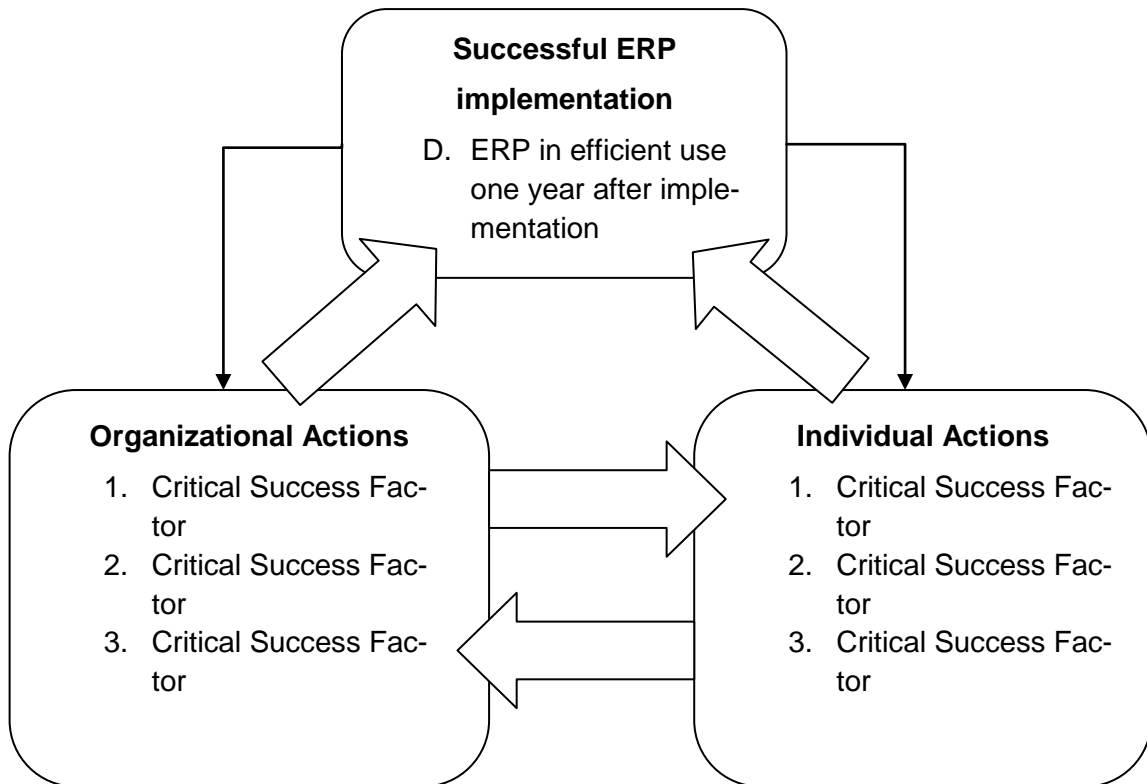 Successful ERP
implementation
D. ERP in efficient use
one year after imple-
mentation
Organizational Actions
1. Critical Success Fac-
tor
2. Critical Success Fac-
tor
3. Critical Success Fac-
tor
Individual Actions
1. Critical Success Fac-
tor
2. Critical Success Fac-
tor
3. Critical Success Fac-
tor